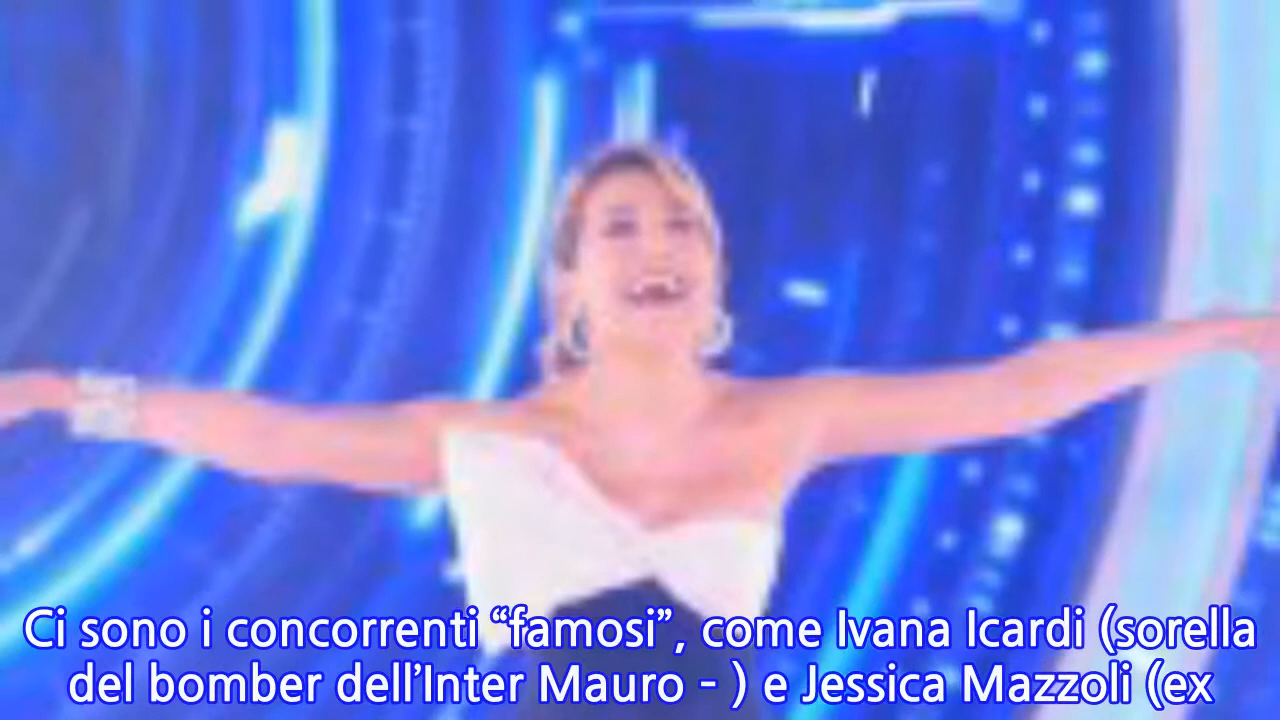 Ci sono i concorrenti “famosi”, come Ivana Icardi (sorella
del bomber dell’Inter Mauro - ) e Jessica Mazzoli (ex